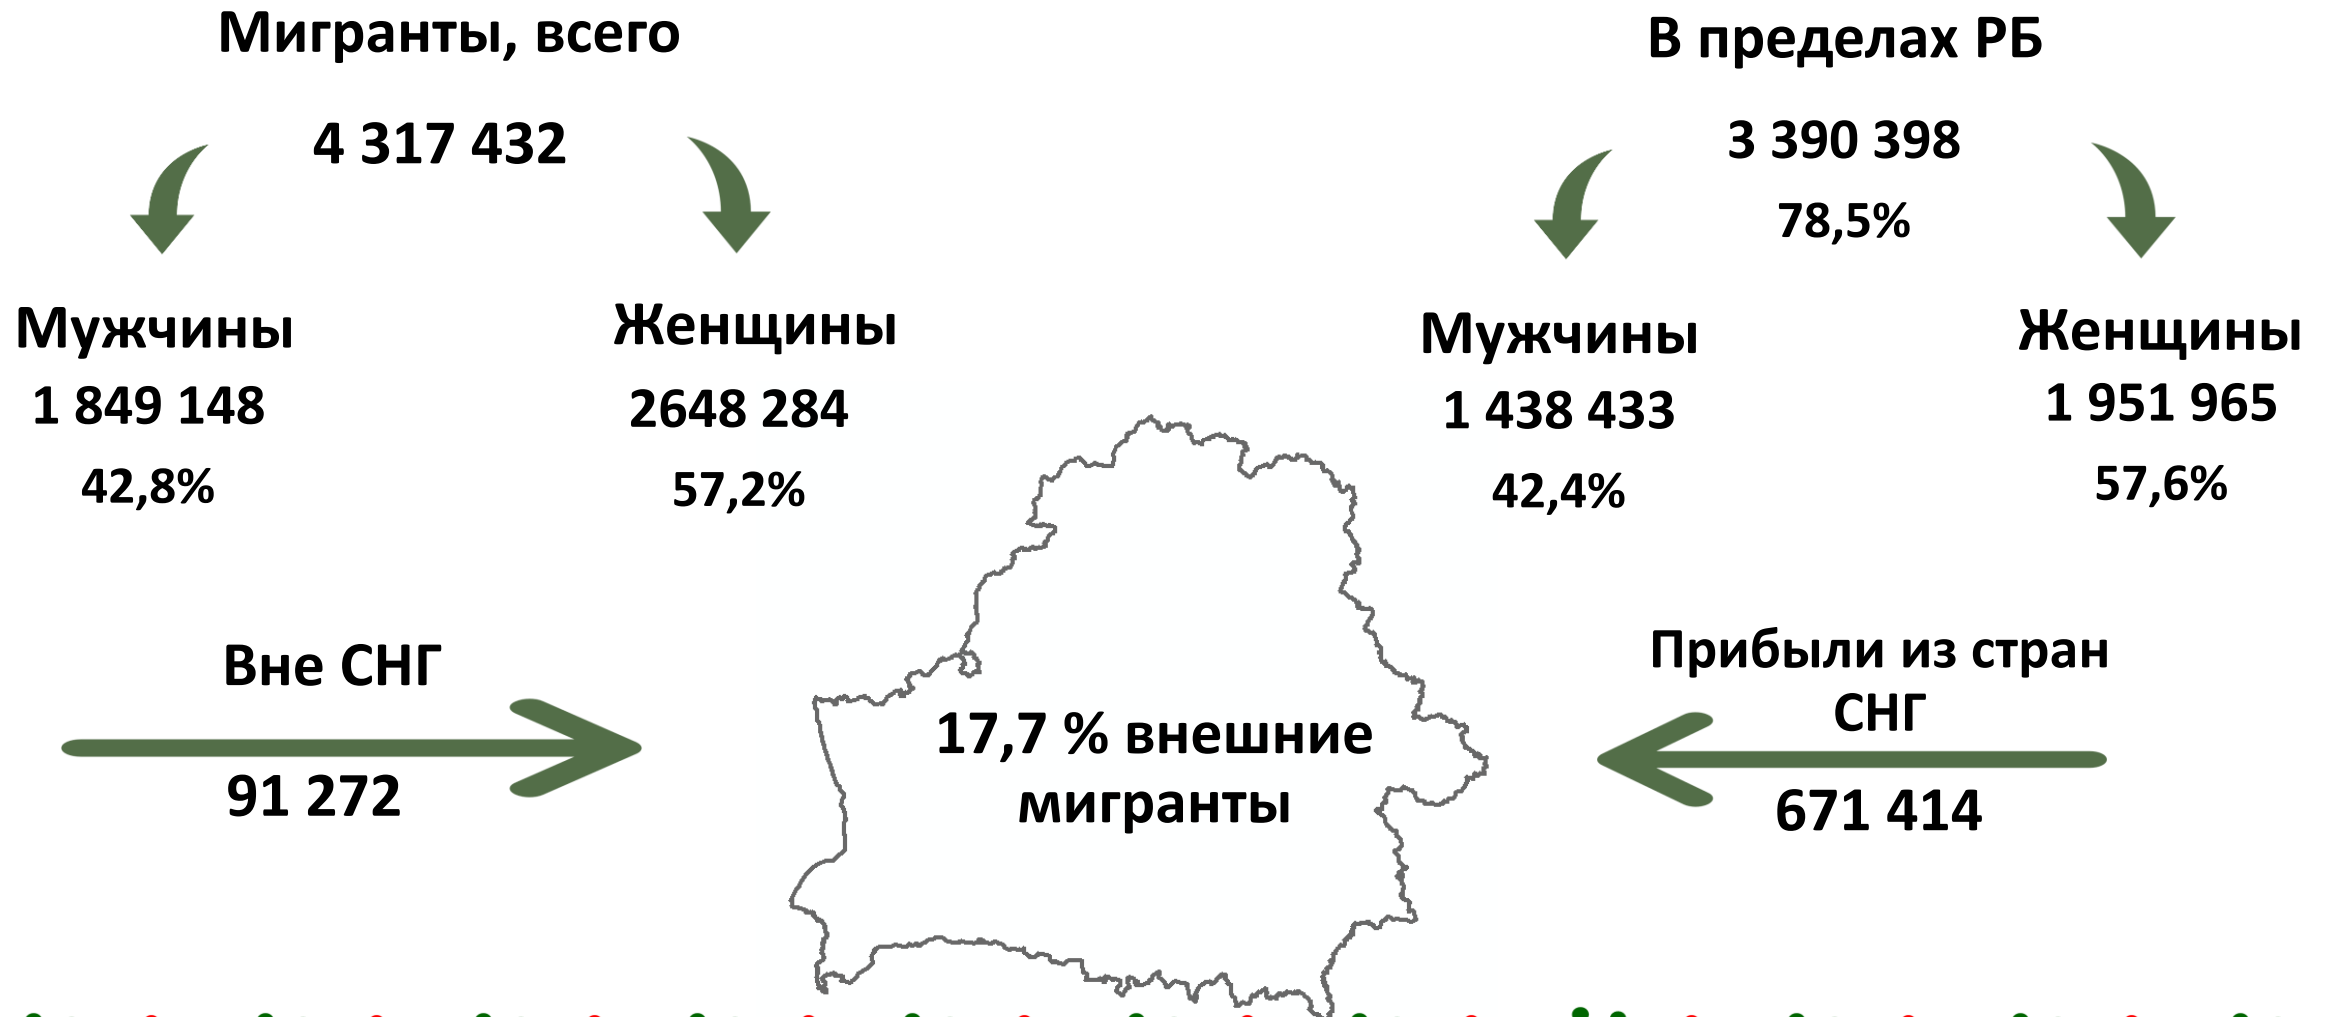 Мигранты, всего
4 317 432
Мужчины
1 849 148
42,8%
Женщины
2648 284
57,2%
В пределах РБ
3 390 398
78,5%
Мужчины
1 438 433
42,4%
Женщины
1 951 965
57,6%
Вне СНГ
91 272
17,7 % внешние
мигранты
Прибыли из стран
СНГ
671 414